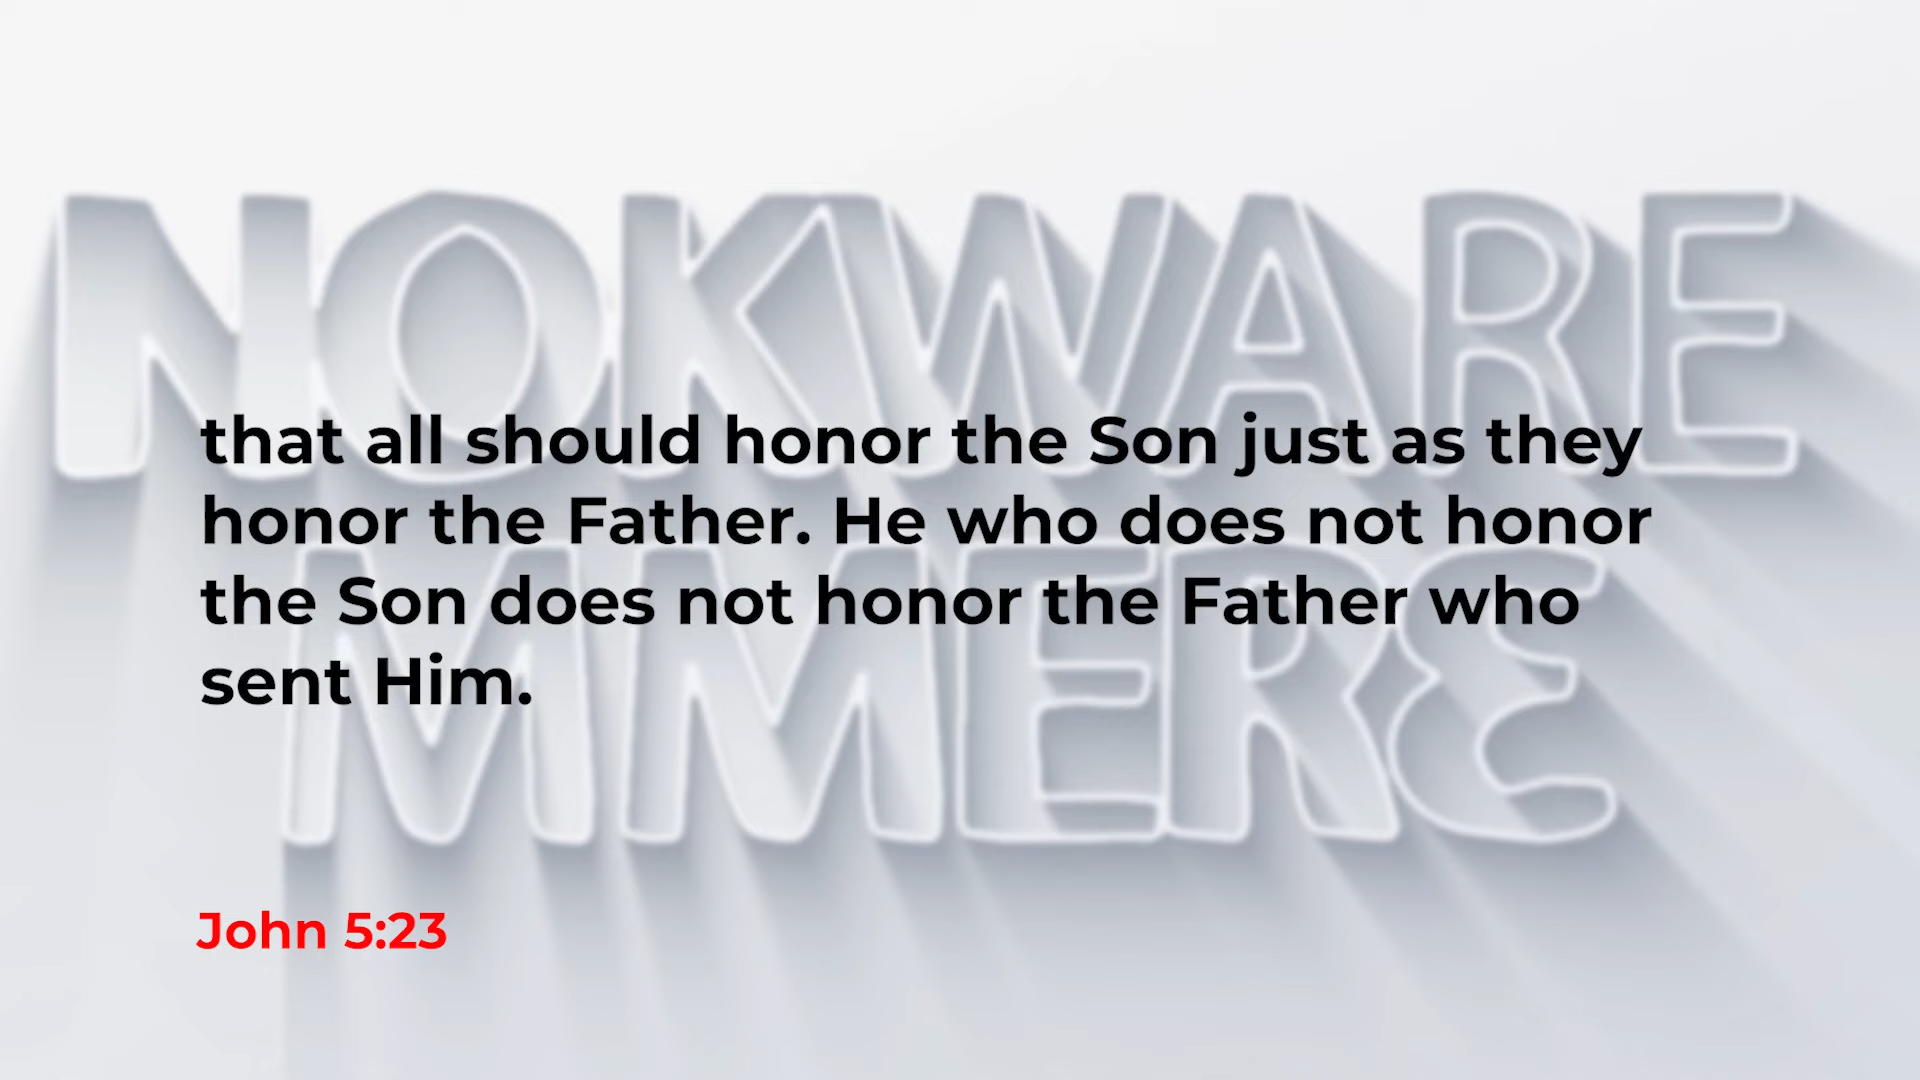 NOKWARE
MMERƐ
that all should honor the Son just as they
honor the Father. He who does not honor
the Son does not honor the Father who
sent Him.
John 5:23